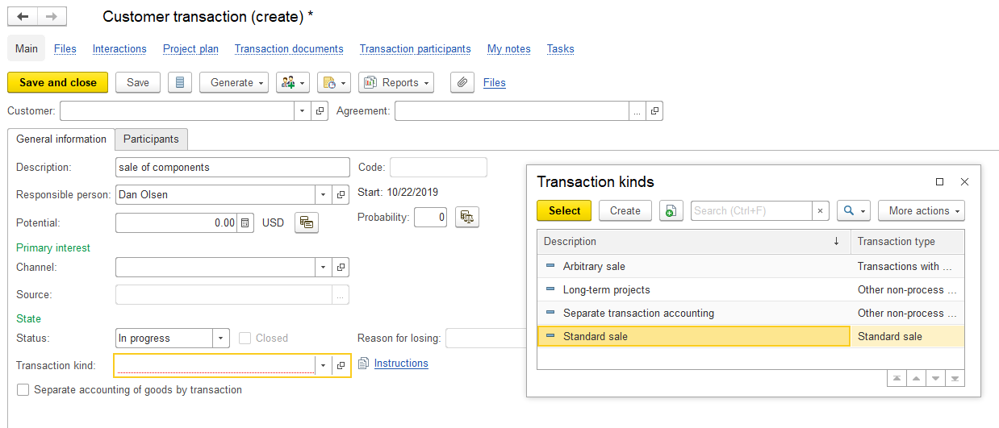 Customer transaction (create) *
Main Files Interactions Project plan Transaction documents Transaction participants My notes Tasks
Save and close Save Generate Reports Files
Customer: Agreement: ...
General information Participants
Description: sale of components Code:
Responsible person: Dan Olsen Start: 10/22/2019
Potential: 0.00 USD Probability: 0
Primary interest
Channel:
Source: ...
State
Status: In progress Closed Reason for losing:
Transaction kind: Instructions
Separate accounting of goods by transaction
Transaction kinds
Select Create Search (Ctrl+F) × More actions
Description ↓ Transaction type
Arbitrary sale Transactions with ...
Long-term projects Other non-process ...
Separate transaction accounting Other non-process ...
Standard sale Standard sale